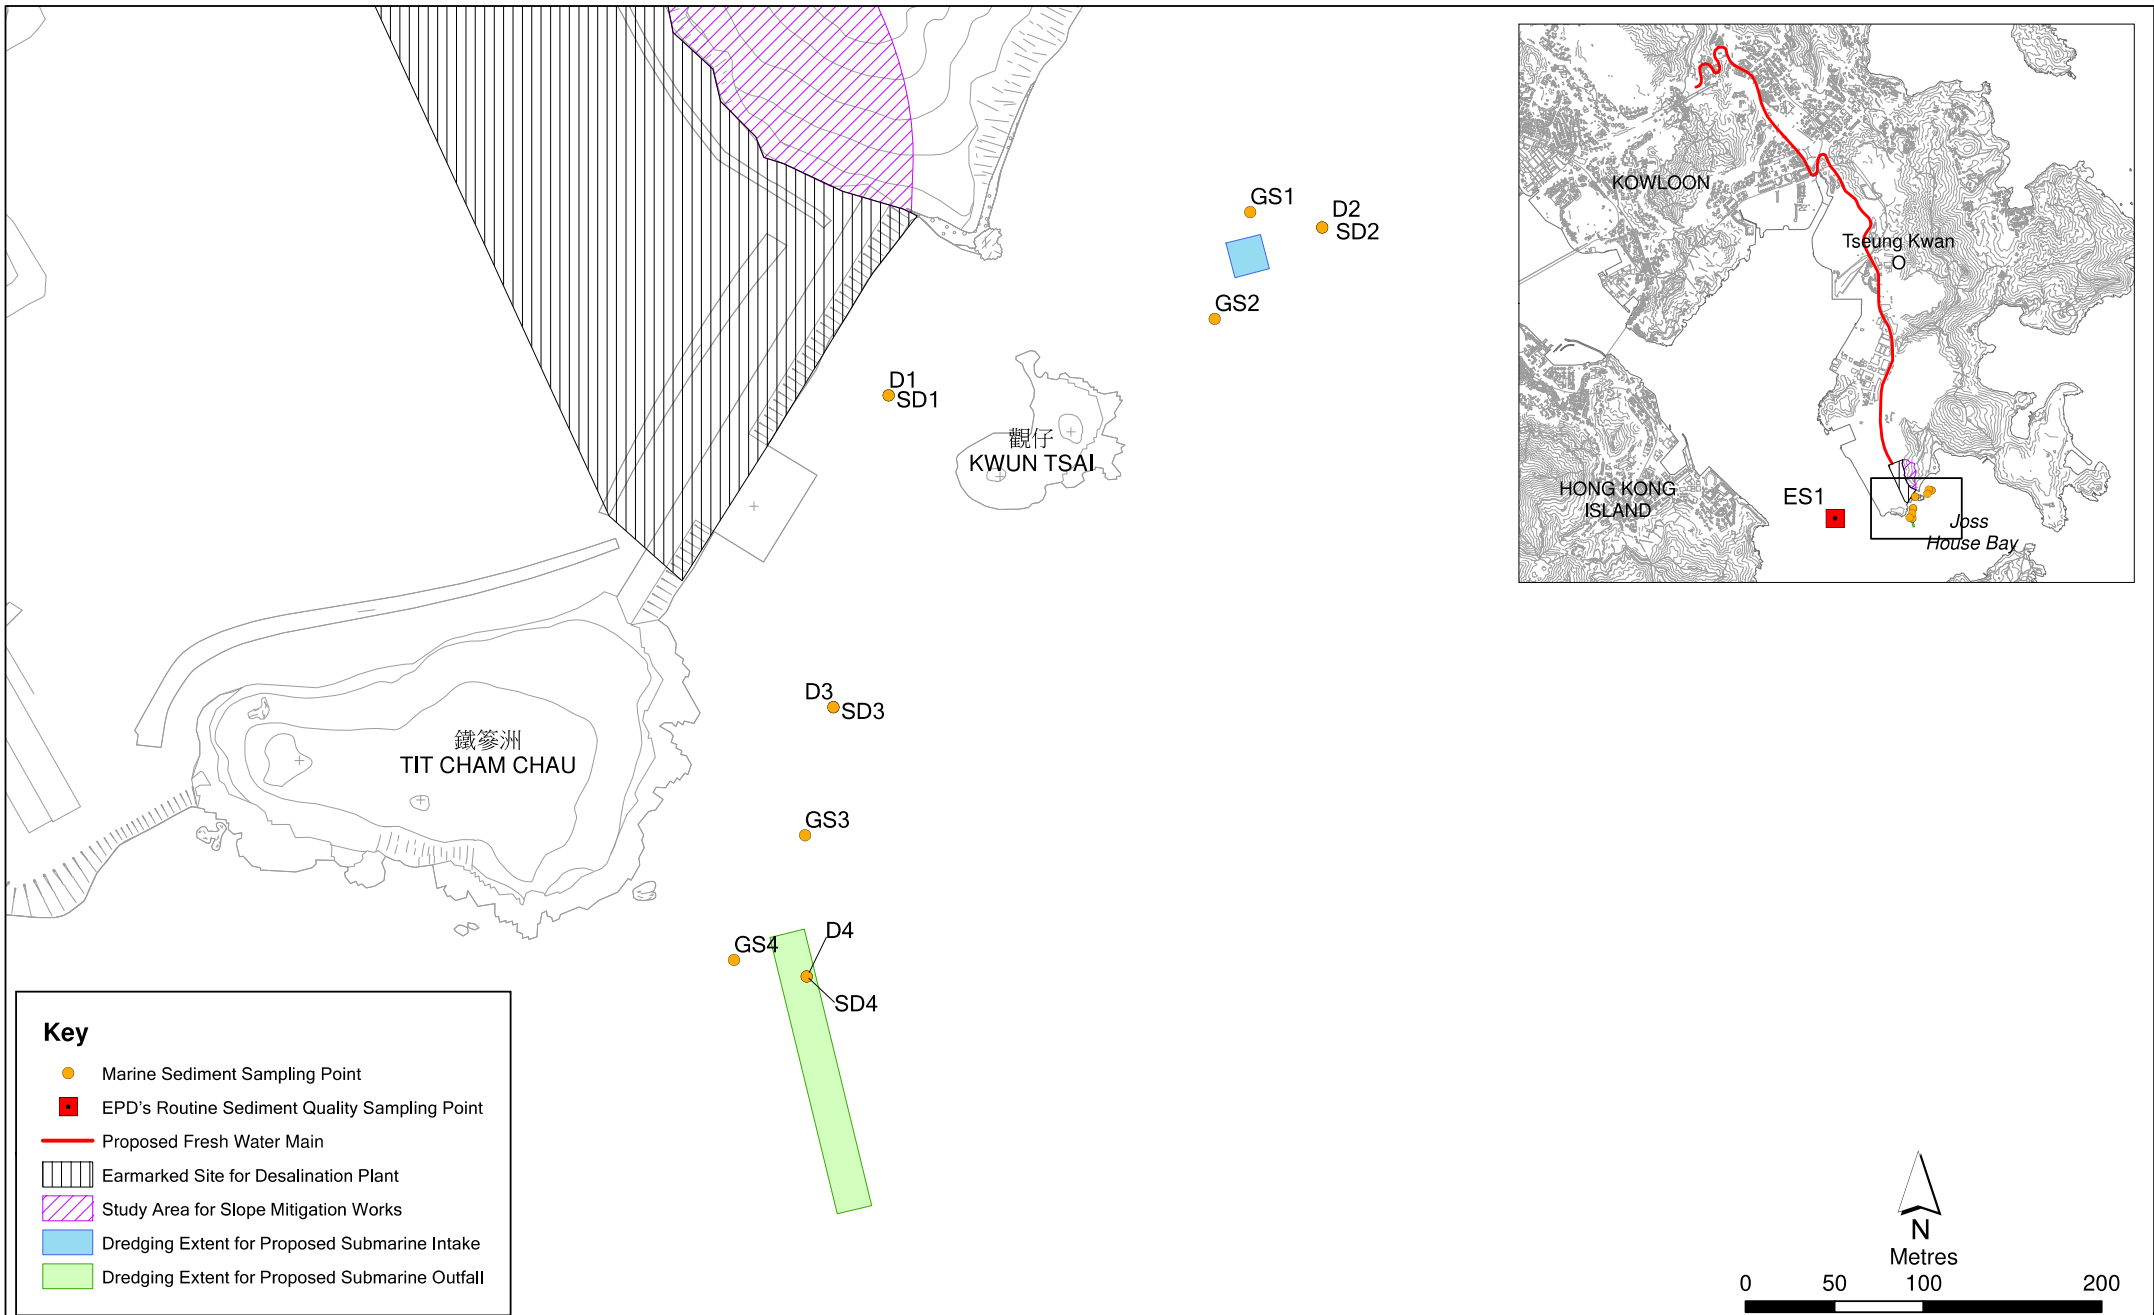 GS1
D2
SD2
GS2
D1
SD1
觀仔
KWUN TSAI
D3
SD3
鐵篸洲
TIT CHAM CHAU
GS3
GS4
D4
SD4
KOWLOON
Tseung Kwan
O
HONG KONG
ISLAND
ES1
Joss
House Bay
Key
Marine Sediment Sampling Point
EPD's Routine Sediment Quality Sampling Point
Proposed Fresh Water Main
Earmarked Site for Desalination Plant
Study Area for Slope Mitigation Works
Dredging Extent for Proposed Submarine Intake
Dredging Extent for Proposed Submarine Outfall
N
Metres
0 50 100 200